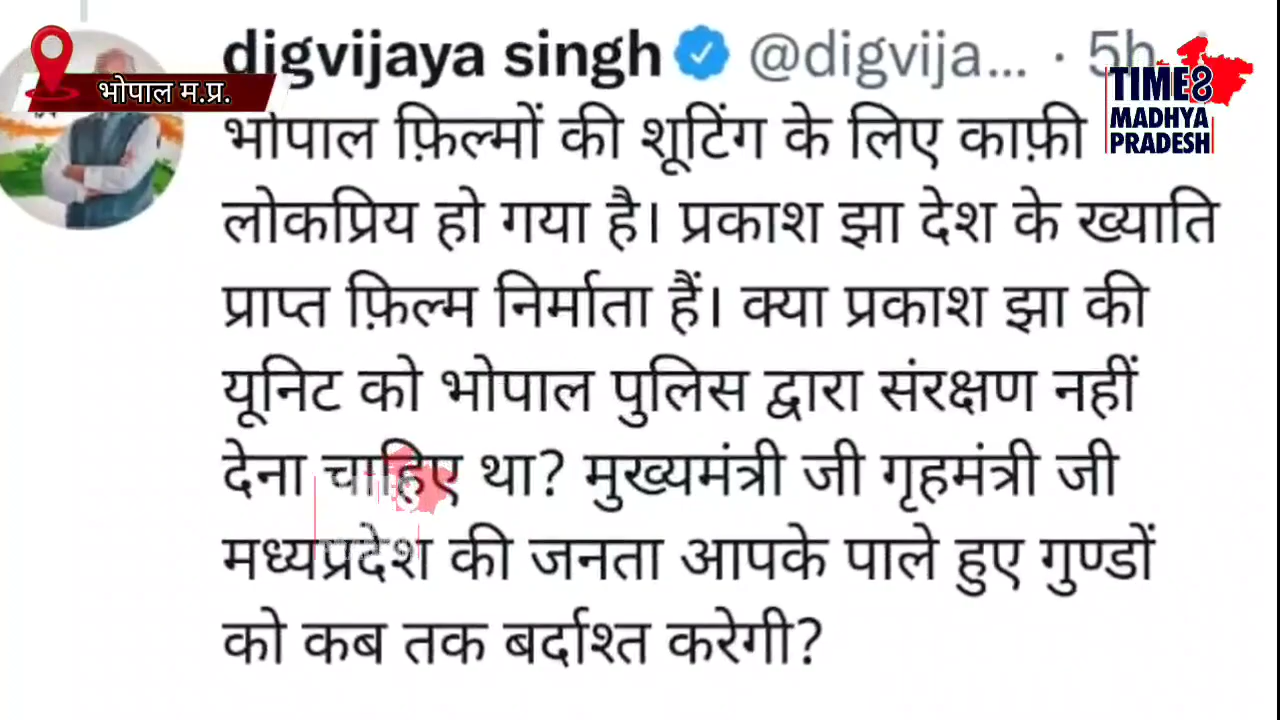 digvijaya singh @digvija... · 5h
भोपाल म.प्र.
TIME8
MADHYA
PRADESH
भोपाल फ़िल्मों की शूटिंग के लिए काफ़ी
लोकप्रिय हो गया है। प्रकाश झा देश के ख्याति
प्राप्त फ़िल्म निर्माता हैं। क्या प्रकाश झा की
यूनिट को भोपाल पुलिस द्वारा संरक्षण नहीं
देना चाहिए था? मुख्यमंत्री जी गृहमंत्री जी
मध्यप्रदेश की जनता आपके पाले हुए गुण्डों
को कब तक बर्दाश्त करेगी?